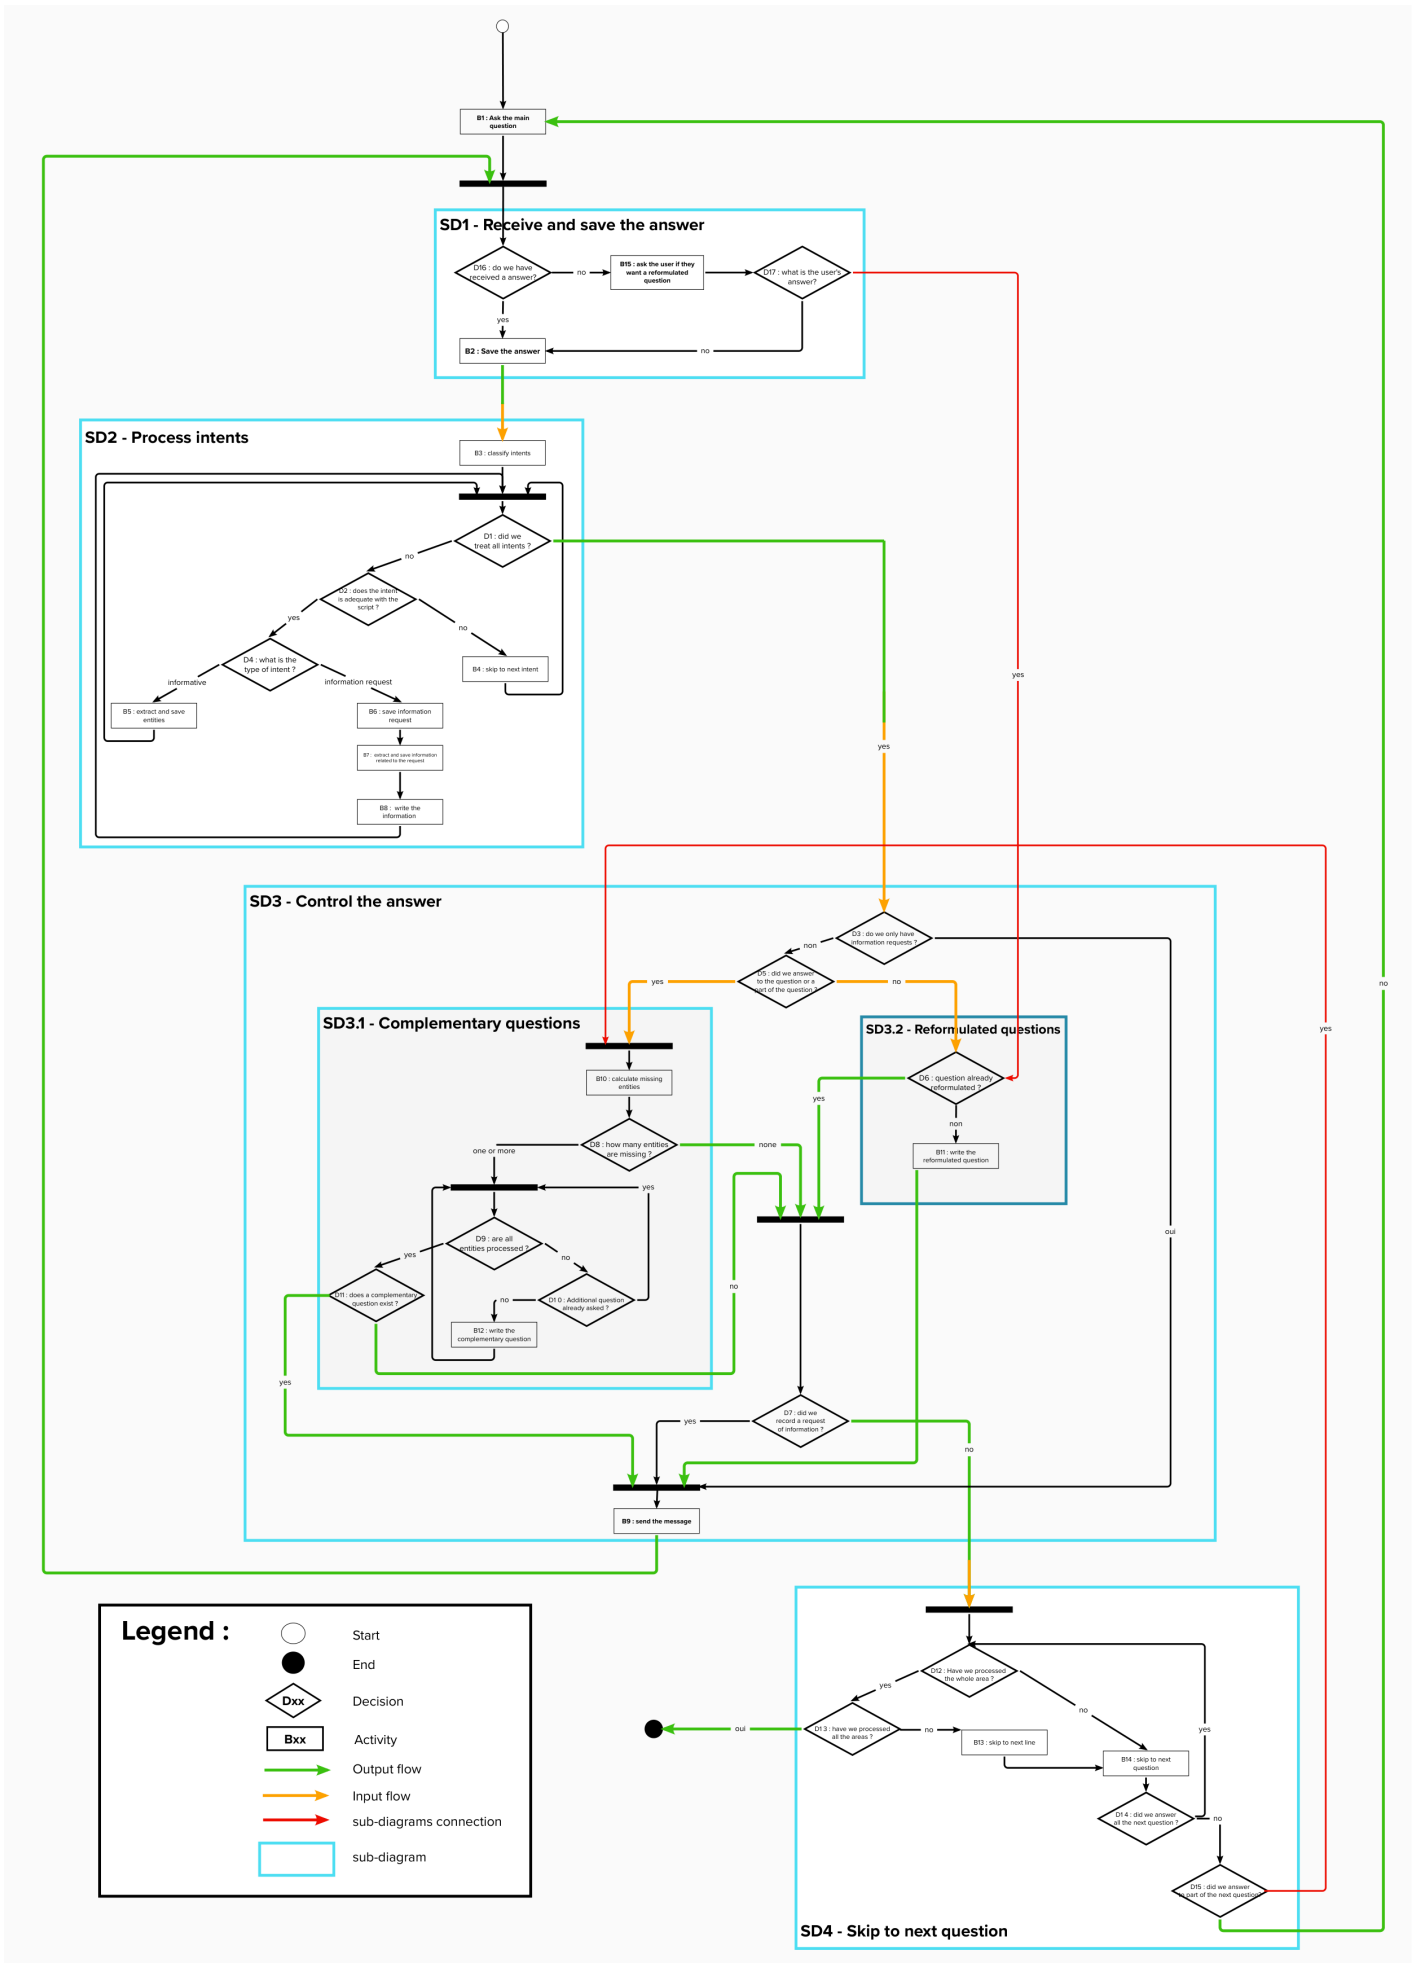 B1 : Ask the main
question
SD1 - Receive and save the answer
D16 : do we have
received a answer?
no
B15 : ask the user if they
want a reformulated
question
D17 : what is the user's
answer?
yes
B2 : Save the answer
no
SD2 - Process intents
B3 : classify intents
D1 : did we
treat all intents ?
no
D2 : does the intent
is adequate with the
script ?
yes
no
D4 : what is the
type of intent ?
B4 : skip to next intent
informative
information request
B5 : extract and save
entities
B6 : save information
request
B7 : extract and save information
related to the request
B8 : write the
information
yes
yes
SD3 - Control the answer
D3 : do we only have
information requests ?
non
D5 : did we answer
to the question or a
part of the question ?
yes
no
no
yes
SD3.1 - Complementary questions
SD3.2 - Reformulated questions
B10 : calculate missing
entities
D6 : question already
reformulated ?
yes
non
D8 : how many entities
are missing ?
none
one or more
B11 : write the
reformulated question
yes
D9 : are all
entities processed ?
yes
no
oui
no
D11 : does a complementary
question exist ?
D1 0 : Additional question
already asked ?
no
B12 : write the
complementary question
yes
D7 : did we
record a request
of information ?
yes
no
B9 : send the message
Legend :
Start
End
Dxx
Decision
Bxx
Activity
Output flow
Input flow
sub-diagrams connection
sub-diagram
D12 : Have we processed
the whole area ?
yes
no
D1 3 : have we processed
all the areas ?
oui
no
B13 : skip to next line
B14 : skip to next
question
yes
D1 4 : did we answer
all the next question ?
no
D15 : did we answer
to part of the next question?
SD4 - Skip to next question